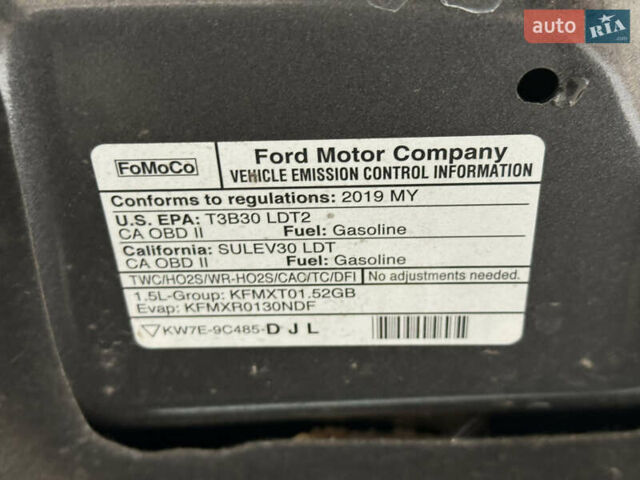 auto RIA.com
FoMoCo
Ford Motor Company
VEHICLE EMISSION CONTROL INFORMATION
Conforms to regulations: 2019 MY
U.S. EPA: T3B30 LDT2
CA OBD II Fuel: Gasoline
California: SULEV30 LDT
CA OBD II Fuel: Gasoline
TWC/HO2S/WR-HO2S/CAC/TC/DFI No adjustments needed.
1.5L-Group: KFMXT01.52GB
Evap: KFMXR0130NDF
KW7E-9C485-D J L